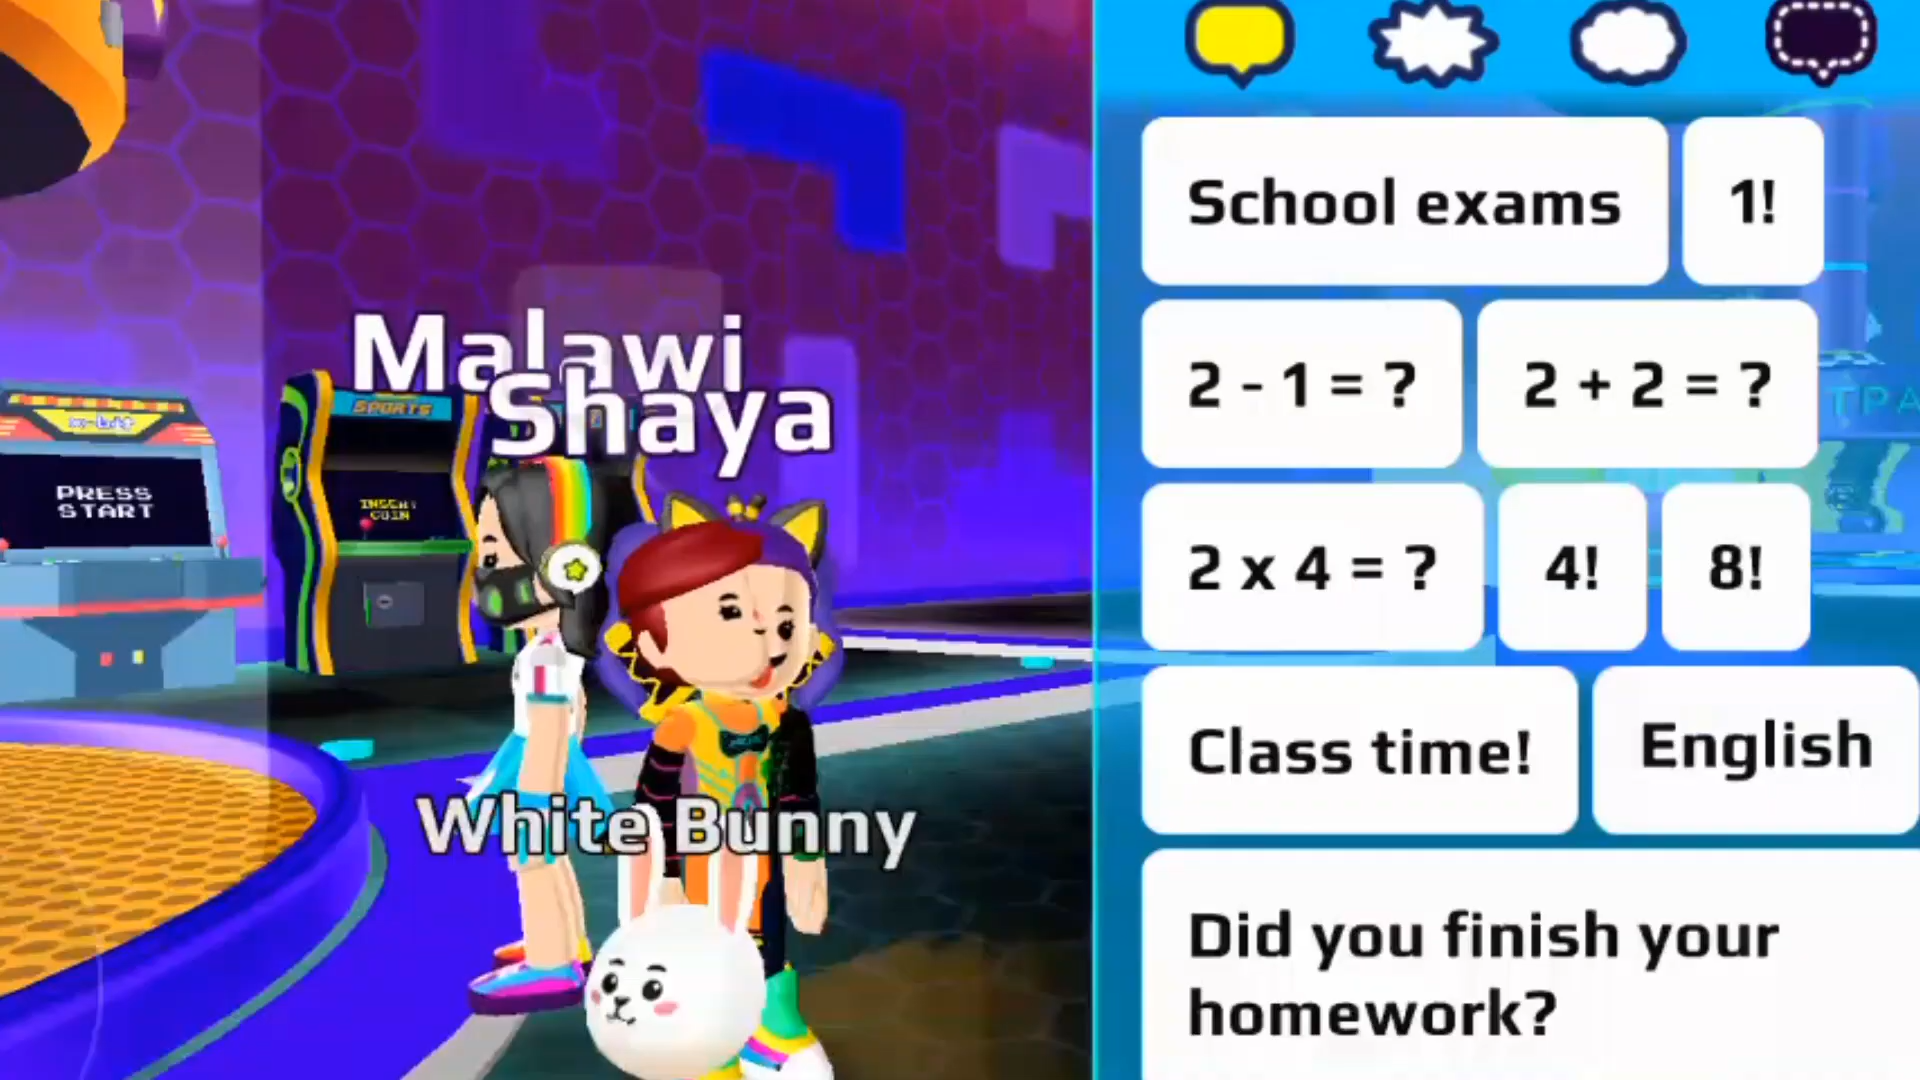 School exams
1!
2 - 1 = ?
2 + 2 = ?
2 x 4 = ?
4!
8!
Class time!
English
Did you finish your
homework?
Malawi
Shaya
SPORTS
PRESS
START
INSERT
COIN
White Bunny